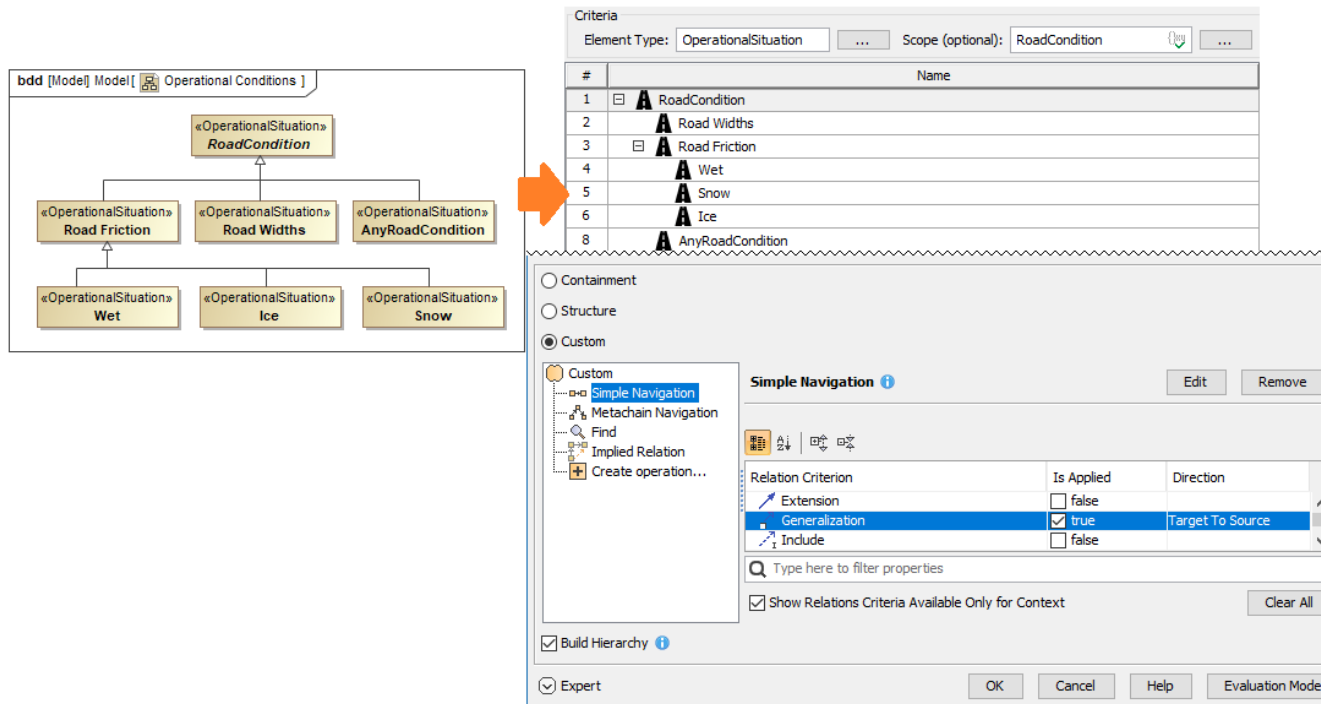 bdd [Model] Model[ Operational Conditions ]
«OperationalSituation»
RoadCondition
«OperationalSituation» «OperationalSituation» «OperationalSituation»
Road Friction Road Widths AnyRoadCondition
«OperationalSituation» «OperationalSituation» «OperationalSituation»
Wet Ice Snow
Criteria
Element Type: OperationalSituation ... Scope (optional): RoadCondition ...
# Name
1 RoadCondition
2 Road Widths
3 Road Friction
4 Wet
5 Snow
6 Ice
8 AnyRoadCondition
Containment
Structure
Custom
Custom
Simple Navigation
Metachain Navigation
Find
Implied Relation
Create operation...
Simple Navigation Edit Remove
Relation Criterion Is Applied Direction
Extension false
Generalization true Target To Source
Include false
Type here to filter properties
Show Relations Criteria Available Only for Context Clear All
Build Hierarchy
Expert OK Cancel Help Evaluation Mode